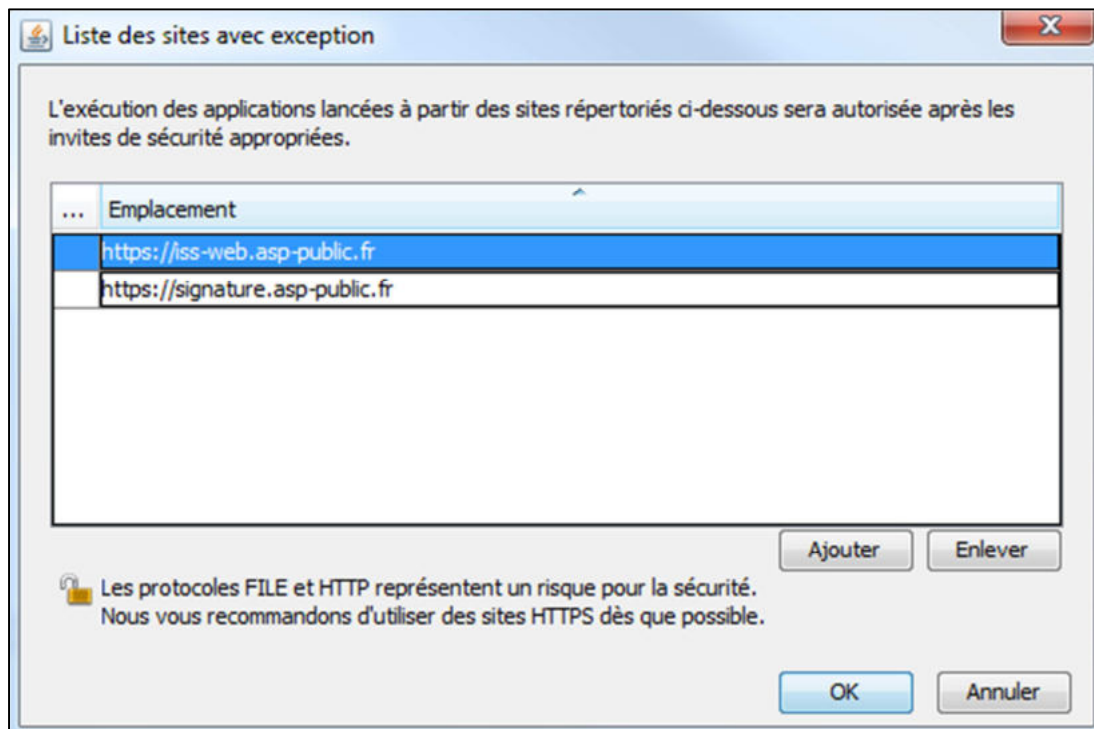 Liste des sites avec exception
L'exécution des applications lancées à partir des sites répertoriés ci-dessous sera autorisée après les
invites de sécurité appropriées.
... Emplacement
https://iss-web.asp-public.fr
https://signature.asp-public.fr
Ajouter Enlever
Les protocoles FILE et HTTP représentent un risque pour la sécurité.
Nous vous recommandons d'utiliser des sites HTTPS dès que possible.
OK Annuler